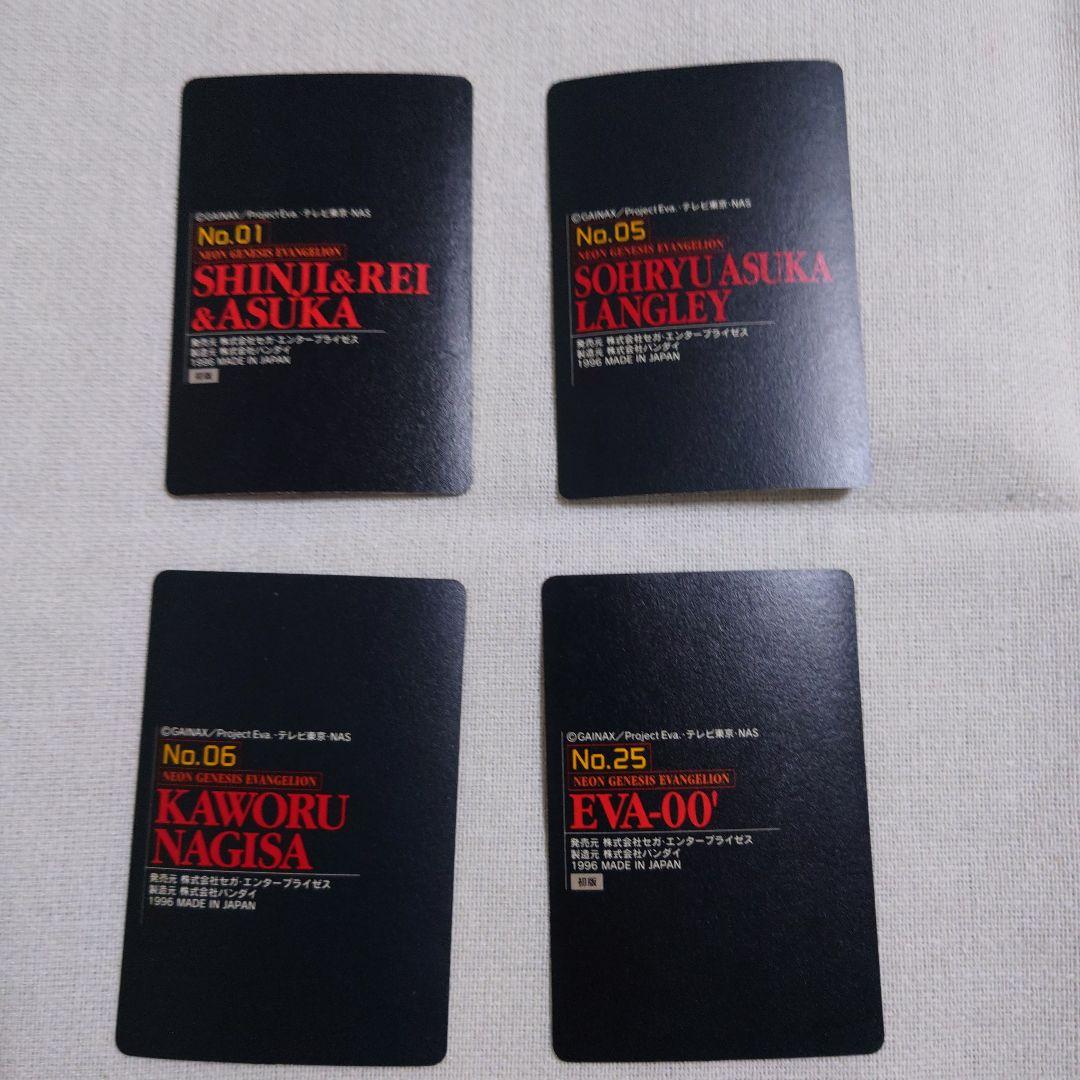 ©GAINAX／Project Eva.・テレビ東京・NAS
No.01
NEON GENESIS EVANGELION
SHINJI&REI
&ASUKA
発売元 株式会社セガ・エンタープライゼス
製造元 株式会社バンダイ
1996 MADE IN JAPAN
初版
©GAINAX／Project Eva.・テレビ東京・NAS
No.05
NEON GENESIS EVANGELION
SOHRYU ASUKA
LANGLEY
発売元 株式会社セガ・エンタープライゼス
製造元 株式会社バンダイ
1996 MADE IN JAPAN
©GAINAX／Project Eva.・テレビ東京・NAS
No.06
NEON GENESIS EVANGELION
KAWORU
NAGISA
発売元 株式会社セガ・エンタープライゼス
製造元 株式会社バンダイ
1996 MADE IN JAPAN
©GAINAX／Project Eva.・テレビ東京・NAS
No.25
NEON GENESIS EVANGELION
EVA-00'
発売元 株式会社セガ・エンタープライゼス
製造元 株式会社バンダイ
1996 MADE IN JAPAN
初版